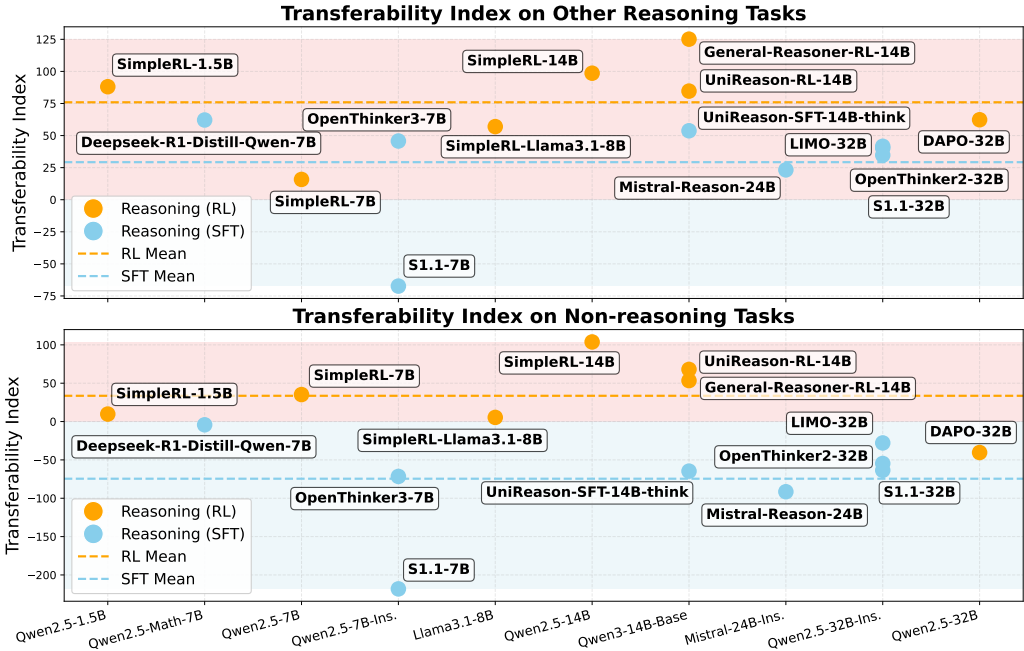 Transferability Index on Other Reasoning Tasks
Transferability Index
125
100
75
50
25
0
−25
−50
−75
SimpleRL-1.5B
Deepseek-R1-Distill-Qwen-7B
SimpleRL-7B
OpenThinker3-7B
S1.1-7B
SimpleRL-Llama3.1-8B
SimpleRL-14B
General-Reasoner-RL-14B
UniReason-RL-14B
UniReason-SFT-14B-think
Mistral-Reason-24B
LIMO-32B
OpenThinker2-32B
S1.1-32B
DAPO-32B
Reasoning (RL)
Reasoning (SFT)
RL Mean
SFT Mean
Transferability Index on Non-reasoning Tasks
Transferability Index
100
50
0
−50
−100
−150
−200
SimpleRL-1.5B
Deepseek-R1-Distill-Qwen-7B
SimpleRL-7B
OpenThinker3-7B
S1.1-7B
SimpleRL-Llama3.1-8B
SimpleRL-14B
UniReason-RL-14B
General-Reasoner-RL-14B
UniReason-SFT-14B-think
Mistral-Reason-24B
LIMO-32B
OpenThinker2-32B
S1.1-32B
DAPO-32B
Reasoning (RL)
Reasoning (SFT)
RL Mean
SFT Mean
Qwen2.5-1.5B
Qwen2.5-Math-7B
Qwen2.5-7B
Qwen2.5-7B-Ins.
Llama3.1-8B
Qwen2.5-14B
Qwen3-14B-Base
Mistral-24B-Ins.
Qwen2.5-32B-Ins.
Qwen2.5-32B